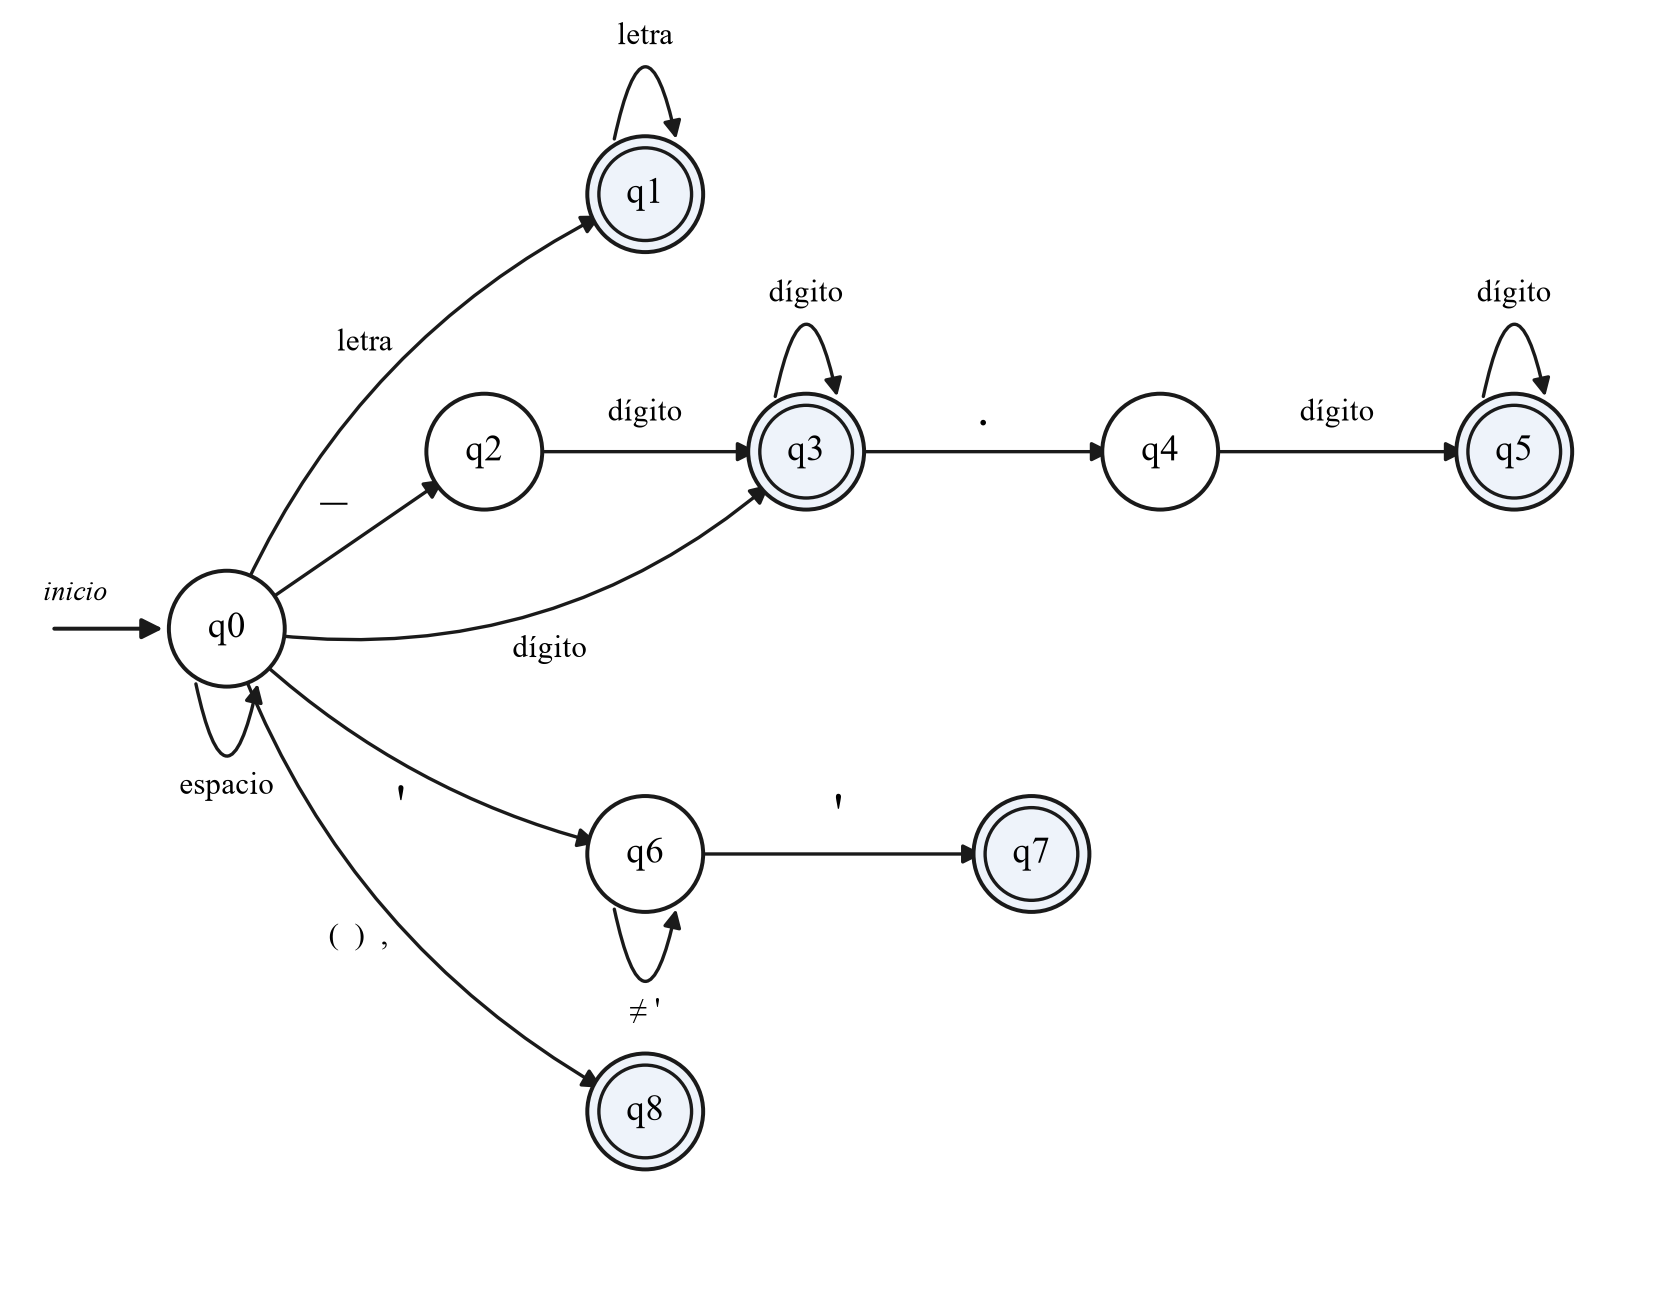 letra
q1
dígito
dígito
letra
dígito
.
dígito
q2
q3
q4
q5
—
inicio
q0
dígito
espacio
'
'
q6
q7
( ) ,
≠ '
q8